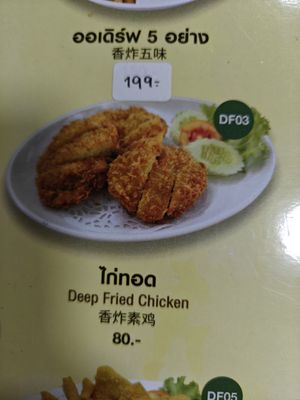 ออเดิร์ฟ 5 อย่าง
香炸五味
199.-
DF03
ไก่ทอด
Deep Fried Chicken
香炸素鸡
80.-
DF05